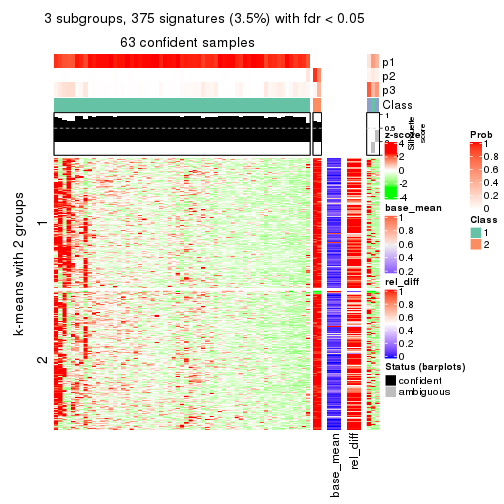 3 subgroups, 375 signatures (3.5%) with fdr < 0.05
63 confident samples
p1
p2
p3
Class
1
0.5
0
Silhouette
score
z-score
4
2
0
-2
-4
base_mean
1
0.8
0.6
0.4
0.2
rel_diff
1
0.8
0.6
0.4
0.2
0
Status (barplots)
confident
ambiguous
Prob
1
0.8
0.6
0.4
0.2
0
Class
1
2
k-means with 2 groups
1
2
base_mean
rel_diff